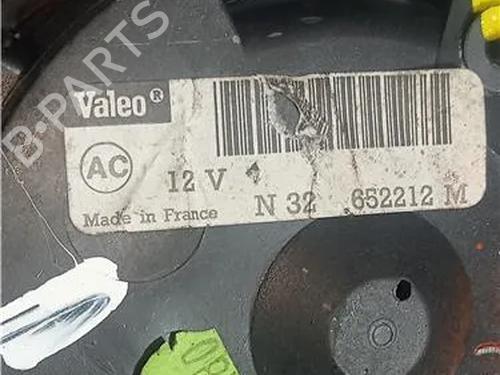 B-PARTS
Valeo®
AC
12 V
Made in France
N 32 652212 M